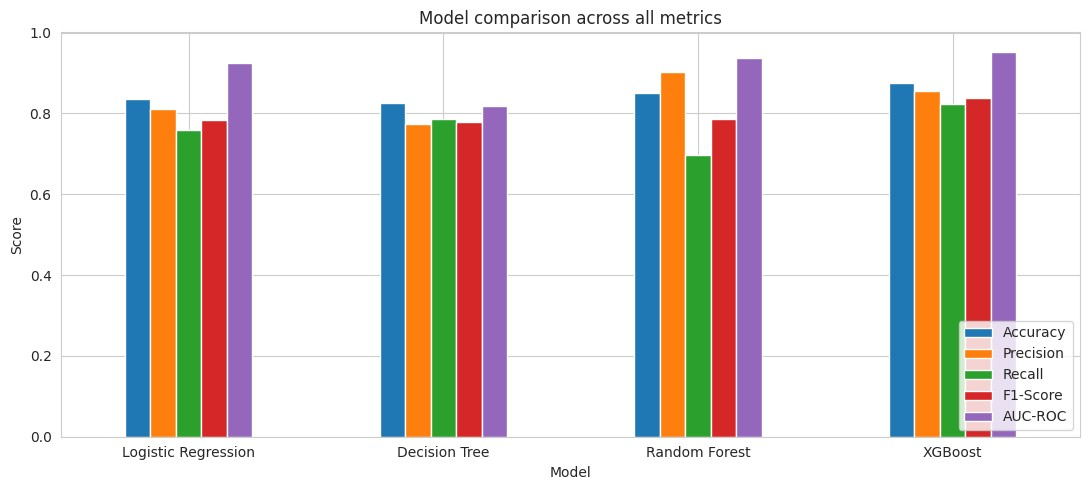 Model comparison across all metrics
Score
1.0
0.8
0.6
0.4
0.2
0.0
Logistic Regression
Decision Tree
Random Forest
XGBoost
Model
Accuracy
Precision
Recall
F1-Score
AUC-ROC